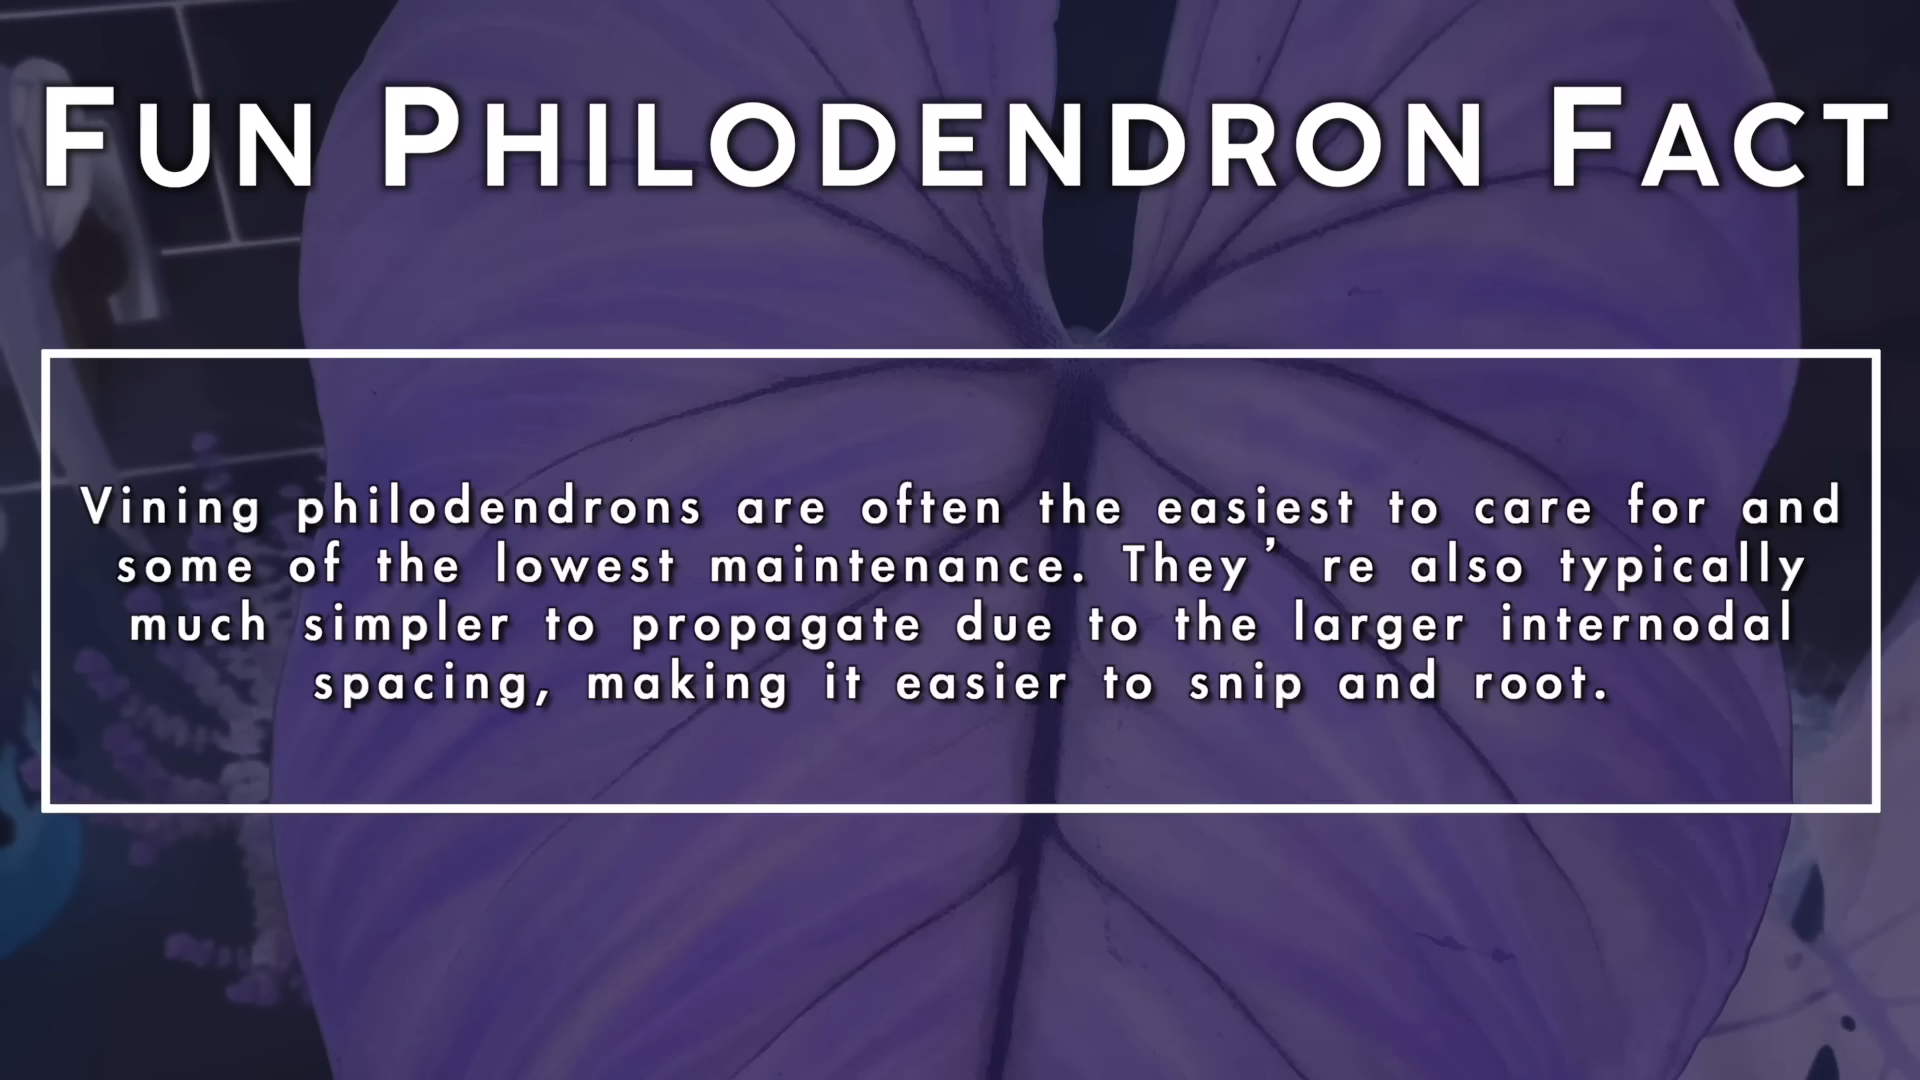 Fun Philodendron Fact
Vining philodendrons are often the easiest to care for and
some of the lowest maintenance. They’re also typically
much simpler to propagate due to the larger internodal
spacing, making it easier to snip and root.